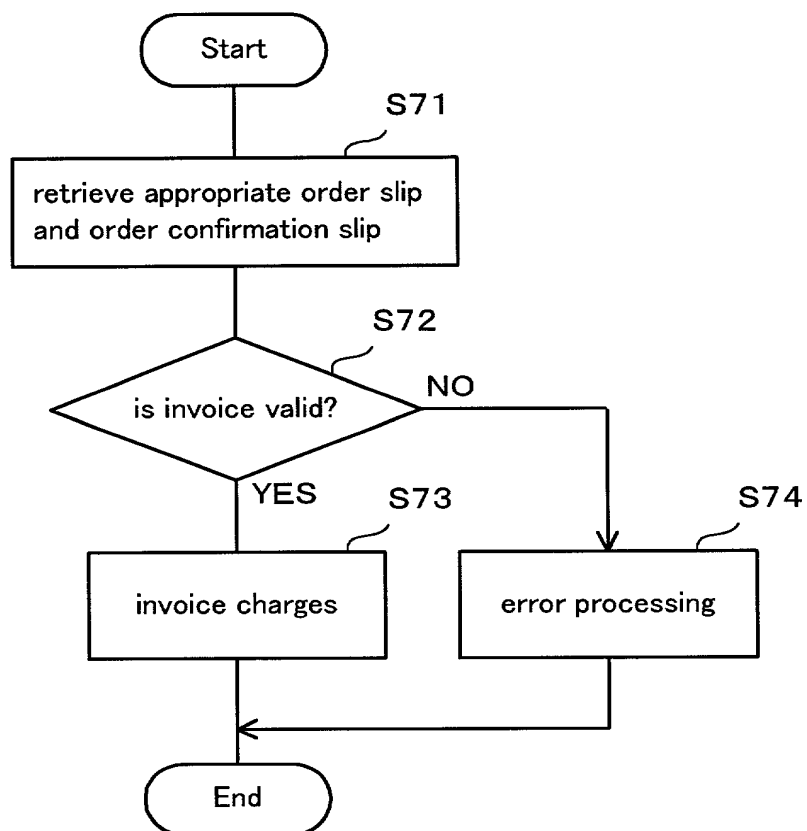 Start
S71
retrieve appropriate order slip
and order confirmation slip
S72
is invoice valid?
NO
YES
S73
invoice charges
S74
error processing
End